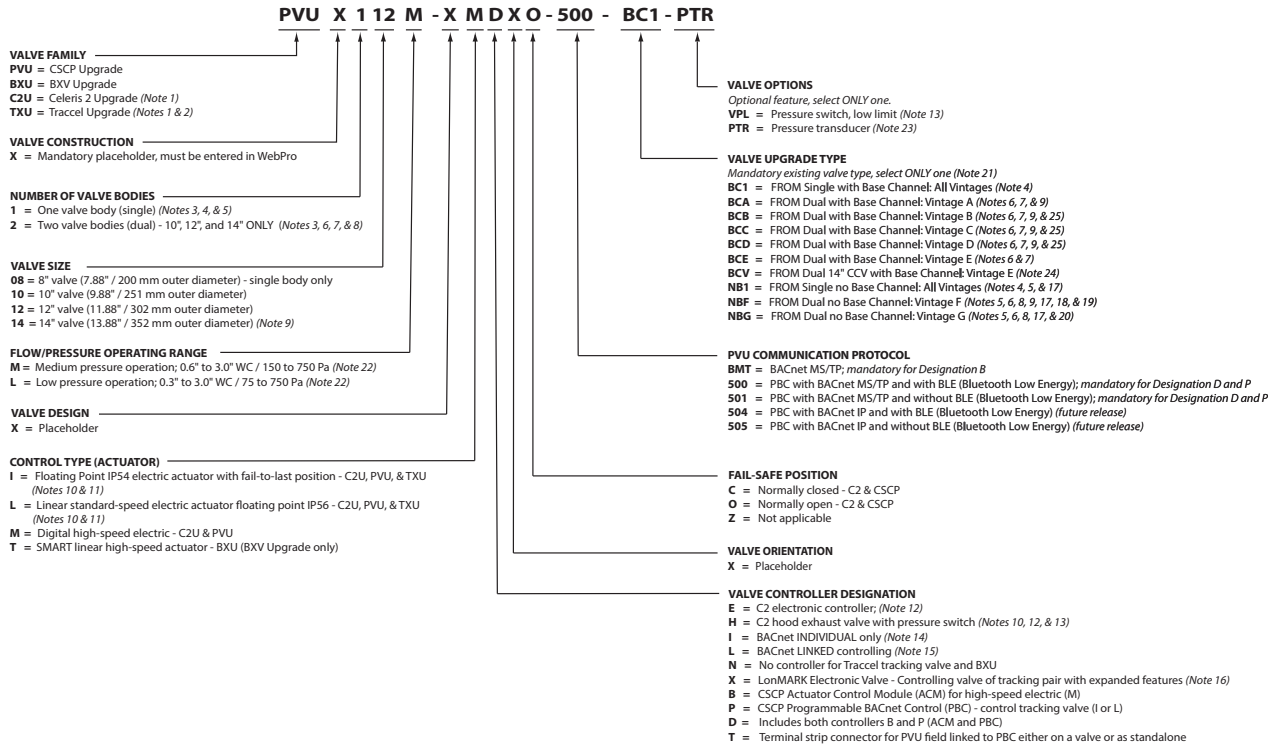 PVU X 1 12 M - X M D X O - 500 - BC1 - PTR
VALVE FAMILY
PVU = CSCP Upgrade
BXU = BXV Upgrade
C2U = Celeris 2 Upgrade (Note 1)
TXU = Traccel Upgrade (Notes 1 & 2)
VALVE CONSTRUCTION
X = Mandatory placeholder, must be entered in WebPro
NUMBER OF VALVE BODIES
1 = One valve body (single) (Notes 3, 4, & 5)
2 = Two valve bodies (dual) - 10", 12", and 14" ONLY (Notes 3, 6, 7, & 8)
VALVE SIZE
08 = 8" valve (7.88" / 200 mm outer diameter) - single body only
10 = 10" valve (9.88" / 251 mm outer diameter)
12 = 12" valve (11.88" / 302 mm outer diameter)
14 = 14" valve (13.88" / 352 mm outer diameter) (Note 9)
FLOW/PRESSURE OPERATING RANGE
M = Medium pressure operation; 0.6" to 3.0" WC / 150 to 750 Pa (Note 22)
L = Low pressure operation; 0.3" to 3.0" WC / 75 to 750 Pa (Note 22)
VALVE DESIGN
X = Placeholder
CONTROL TYPE (ACTUATOR)
I = Floating Point IP54 electric actuator with fail-to-last position - C2U, PVU, & TXU
(Notes 10 & 11)
L = Linear standard-speed electric actuator floating point IP56 - C2U, PVU, & TXU
(Notes 10 & 11)
M = Digital high-speed electric - C2U & PVU
T = SMART linear high-speed actuator - BXU (BXV Upgrade only)
VALVE OPTIONS
Optional feature, select ONLY one.
VPL = Pressure switch, low limit (Note 13)
PTR = Pressure transducer (Note 23)
VALVE UPGRADE TYPE
Mandatory existing valve type, select ONLY one (Note 21)
BC1 = FROM Single with Base Channel: All Vintages (Note 4)
BCA = FROM Dual with Base Channel: Vintage A (Notes 6, 7, & 9)
BCB = FROM Dual with Base Channel: Vintage B (Notes 6, 7, 9, & 25)
BCC = FROM Dual with Base Channel: Vintage C (Notes 6, 7, 9, & 25)
BCD = FROM Dual with Base Channel: Vintage D (Notes 6, 7, 9, & 25)
BCE = FROM Dual with Base Channel: Vintage E (Notes 6 & 7)
BCV = FROM Dual 14" CCV with Base Channel: Vintage E (Note 24)
NB1 = FROM Single no Base Channel: All Vintages (Notes 4, 5, & 17)
NBF = FROM Dual no Base Channel: Vintage F (Notes 5, 6, 8, 9, 17, 18, & 19)
NBG = FROM Dual no Base Channel: Vintage G (Notes 5, 6, 8, 17, & 20)
PVU COMMUNICATION PROTOCOL
BMT = BACnet MS/TP; mandatory for Designation B
500 = PBC with BACnet MS/TP and with BLE (Bluetooth Low Energy); mandatory for Designation D and P
501 = PBC with BACnet MS/TP and without BLE (Bluetooth Low Energy); mandatory for Designation D and P
504 = PBC with BACnet IP and with BLE (Bluetooth Low Energy) (future release)
505 = PBC with BACnet IP and without BLE (Bluetooth Low Energy) (future release)
FAIL-SAFE POSITION
C = Normally closed - C2 & CSCP
O = Normally open - C2 & CSCP
Z = Not applicable
VALVE ORIENTATION
X = Placeholder
VALVE CONTROLLER DESIGNATION
E = C2 electronic controller; (Note 12)
H = C2 hood exhaust valve with pressure switch (Notes 10, 12, & 13)
I = BACnet INDIVIDUAL only (Note 14)
L = BACnet LINKED controlling (Note 15)
N = No controller for Traccel tracking valve and BXU
X = LonMARK Electronic Valve - Controlling valve of tracking pair with expanded features (Note 16)
B = CSCP Actuator Control Module (ACM) for high-speed electric (M)
P = CSCP Programmable BACnet Control (PBC) - control tracking valve (I or L)
D = Includes both controllers B and P (ACM and PBC)
T = Terminal strip connector for PVU field linked to PBC either on a valve or as standalone